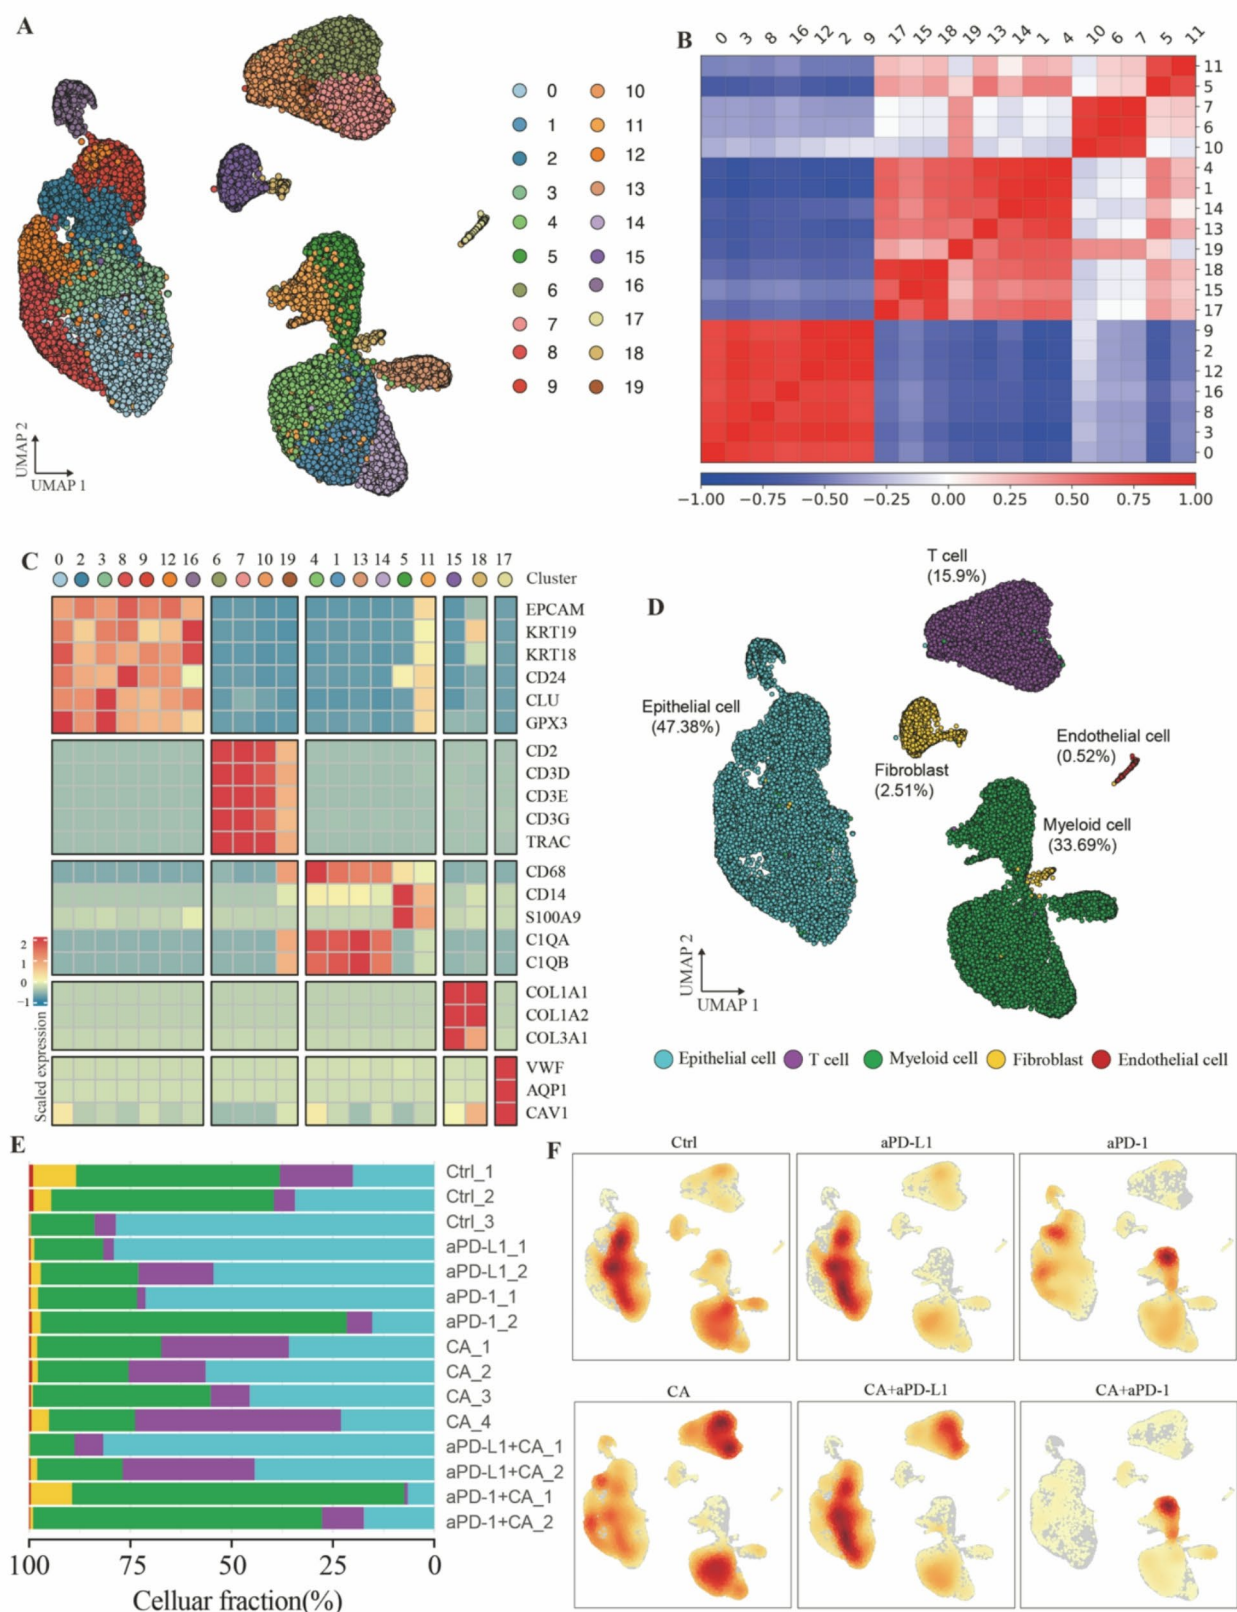 A
0 10
1 11
2 12
3 13
4 14
5 15
6 16
7 17
8 18
9 19
UMAP 2
UMAP 1
B
0 3 8 16 12 2 9 17 15 18 19 13 14 1 4 10 6 7 5 11
11
5
7
6
10
4
1
14
13
19
18
15
17
9
2
12
16
8
3
0
−1.00 −0.75 −0.50 −0.25 0.00 0.25 0.50 0.75 1.00
C
0 2 3 8 9 12 16 6 7 10 19 4 1 13 14 5 11 15 18 17
Cluster
EPCAM
KRT19
KRT18
CD24
CLU
GPX3
CD2
CD3D
CD3E
CD3G
TRAC
CD68
CD14
S100A9
C1QA
C1QB
COL1A1
COL1A2
COL3A1
VWF
AQP1
CAV1
2
1
0
−1
Scaled expression
D
T cell
(15.9%)
Epithelial cell
(47.38%)
Fibroblast
(2.51%)
Endothelial cell
(0.52%)
Myeloid cell
(33.69%)
UMAP 2
UMAP 1
Epithelial cell T cell Myeloid cell Fibroblast Endothelial cell
E
Ctrl_1
Ctrl_2
Ctrl_3
aPD-L1_1
aPD-L1_2
aPD-1_1
aPD-1_2
CA_1
CA_2
CA_3
CA_4
aPD-L1+CA_1
aPD-L1+CA_2
aPD-1+CA_1
aPD-1+CA_2
100 75 50 25 0
Celluar fraction(%)
F
Ctrl aPD-L1 aPD-1
CA CA+aPD-L1 CA+aPD-1